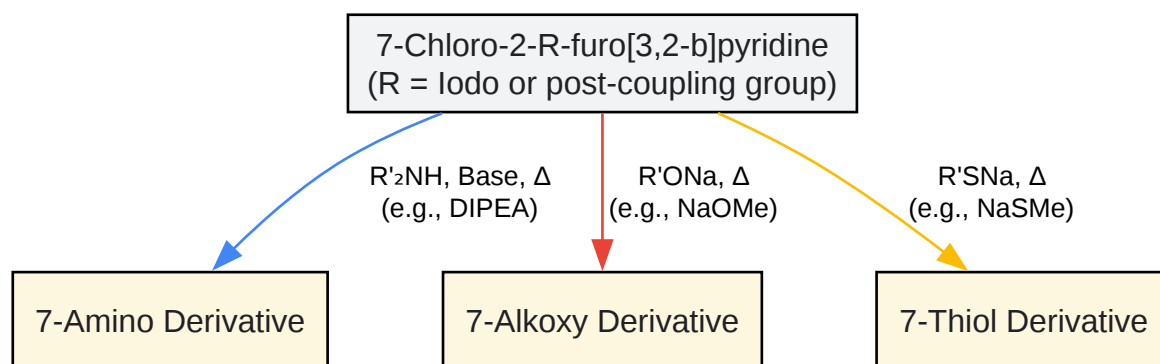 7-Chloro-2-R-furo[3,2-b]pyridine
(R = Iodo or post-coupling group)
R'₂NH, Base, Δ
(e.g., DIPEA)
R'ONa, Δ
(e.g., NaOMe)
R'SNa, Δ
(e.g., NaSMe)
7-Amino Derivative
7-Alkoxy Derivative
7-Thiol Derivative